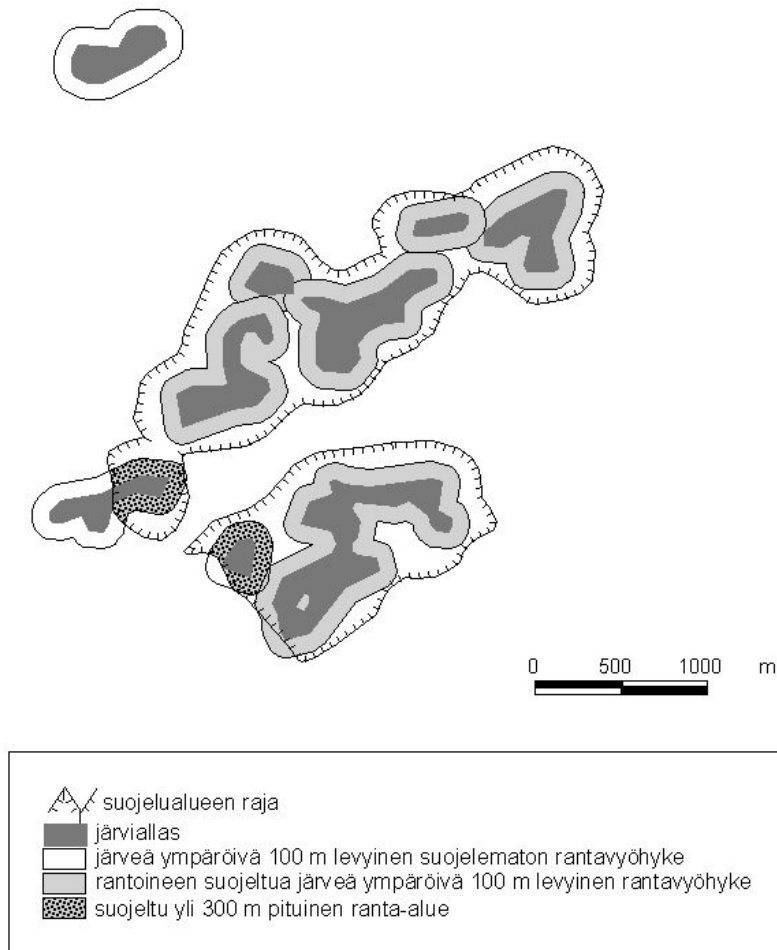 0 500 1000 m
suojelualueen raja
järviallas
järveä ympäröivä 100 m levyinen suojelematon rantavyöhyke
rantoineen suojeltua järveä ympäröivä 100 m levyinen rantavyöhyke
suojeltu yli 300 m pituinen ranta-alue